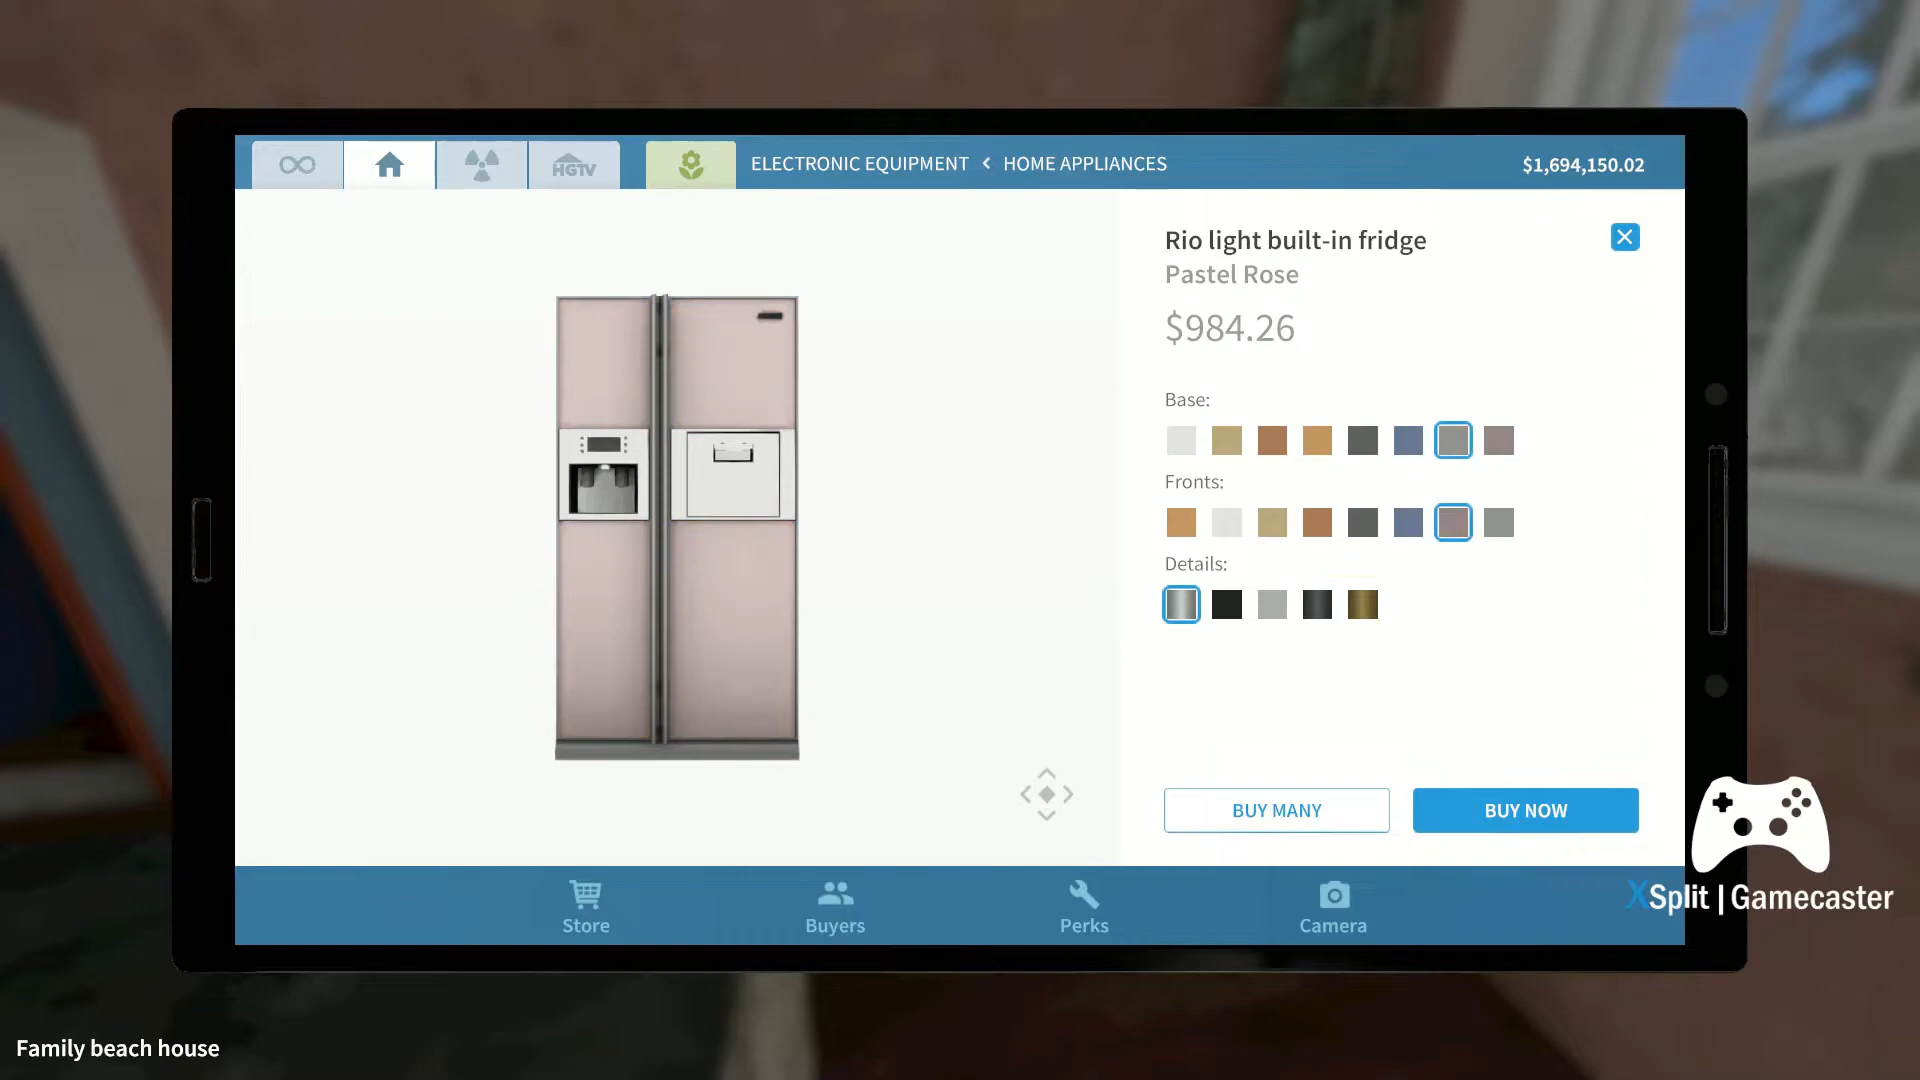 HGTV
ELECTRONIC EQUIPMENT < HOME APPLIANCES
$1,694,150.02
Rio light built-in fridge
Pastel Rose
$984.26
Base:
Fronts:
Details:
BUY MANY
BUY NOW
Store
Buyers
Perks
Camera
XSplit | Gamecaster
Family beach house